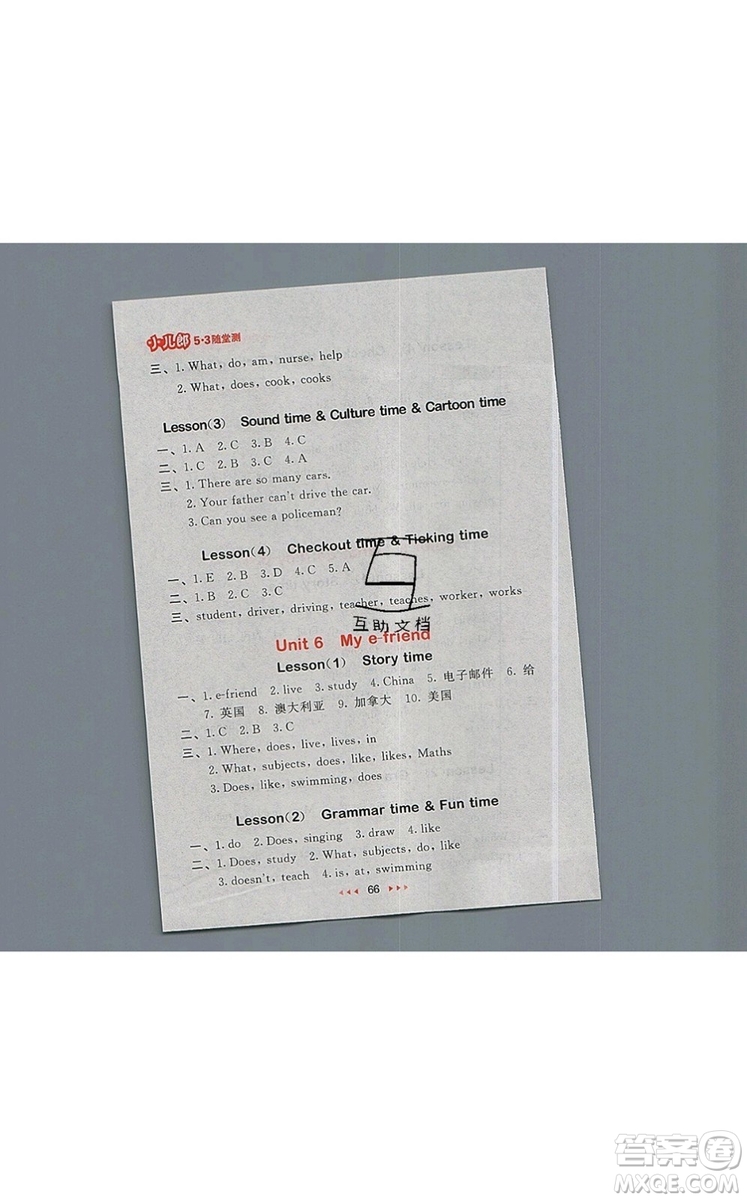 小儿郎 5·3随堂测
三、1. What, do, am, nurse, help
2. What, does, cook, cooks
Lesson(3) Sound time & Culture time & Cartoon time
一、1. A 2. C 3. B 4. C
二、1. C 2. B 3. C 4. A
三、1. There are so many cars.
2. Your father can't drive the car.
3. Can you see a policeman?
Lesson(4) Checkout time & Ticking time
一、1. E 2. B 3. D 4. C 5. A
二、1. B 2. C 3. C
三、student, driver, driving, teacher, teaches, worker, works
互助文档
Unit 6 My e-friend
Lesson(1) Story time
一、1. e-friend 2. live 3. study 4. China 5. 电子邮件 6. 给
7. 英国 8. 澳大利亚 9. 加拿大 10. 美国
二、1. C 2. B 3. C
三、1. Where, does, live, lives, in
2. What, subjects, does, like, likes, Maths
3. Does, like, swimming, does
Lesson(2) Grammar time & Fun time
一、1. do 2. Does, singing 3. draw 4. like
二、1. Does, study 2. What, subjects, do, like
3. doesn't, teach 4. is, at, swimming
66
答案圈
MXQE.COM